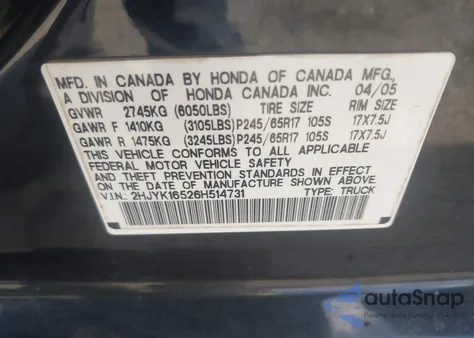 MFD. IN CANADA BY HONDA OF CANADA MFG.,
A DIVISION OF HONDA CANADA INC. 04/05
GVWR 2745KG (6050LBS) TIRE SIZE RIM SIZE
GAWR F 1410KG (3105LBS)P245/65R17 105S 17X7.5J
GAWR R 1475KG (3245LBS)P245/65R17 105S 17X7.5J
THIS VEHICLE CONFORMS TO ALL APPLICABLE
FEDERAL MOTOR VEHICLE SAFETY
STANDARDS IN EFFECT ON THE DATE OF
MANUFACTURE SHOWN ABOVE.
V.I.N.: 2HJYK16526H514731 TYPE: TRUCK
autoSnap